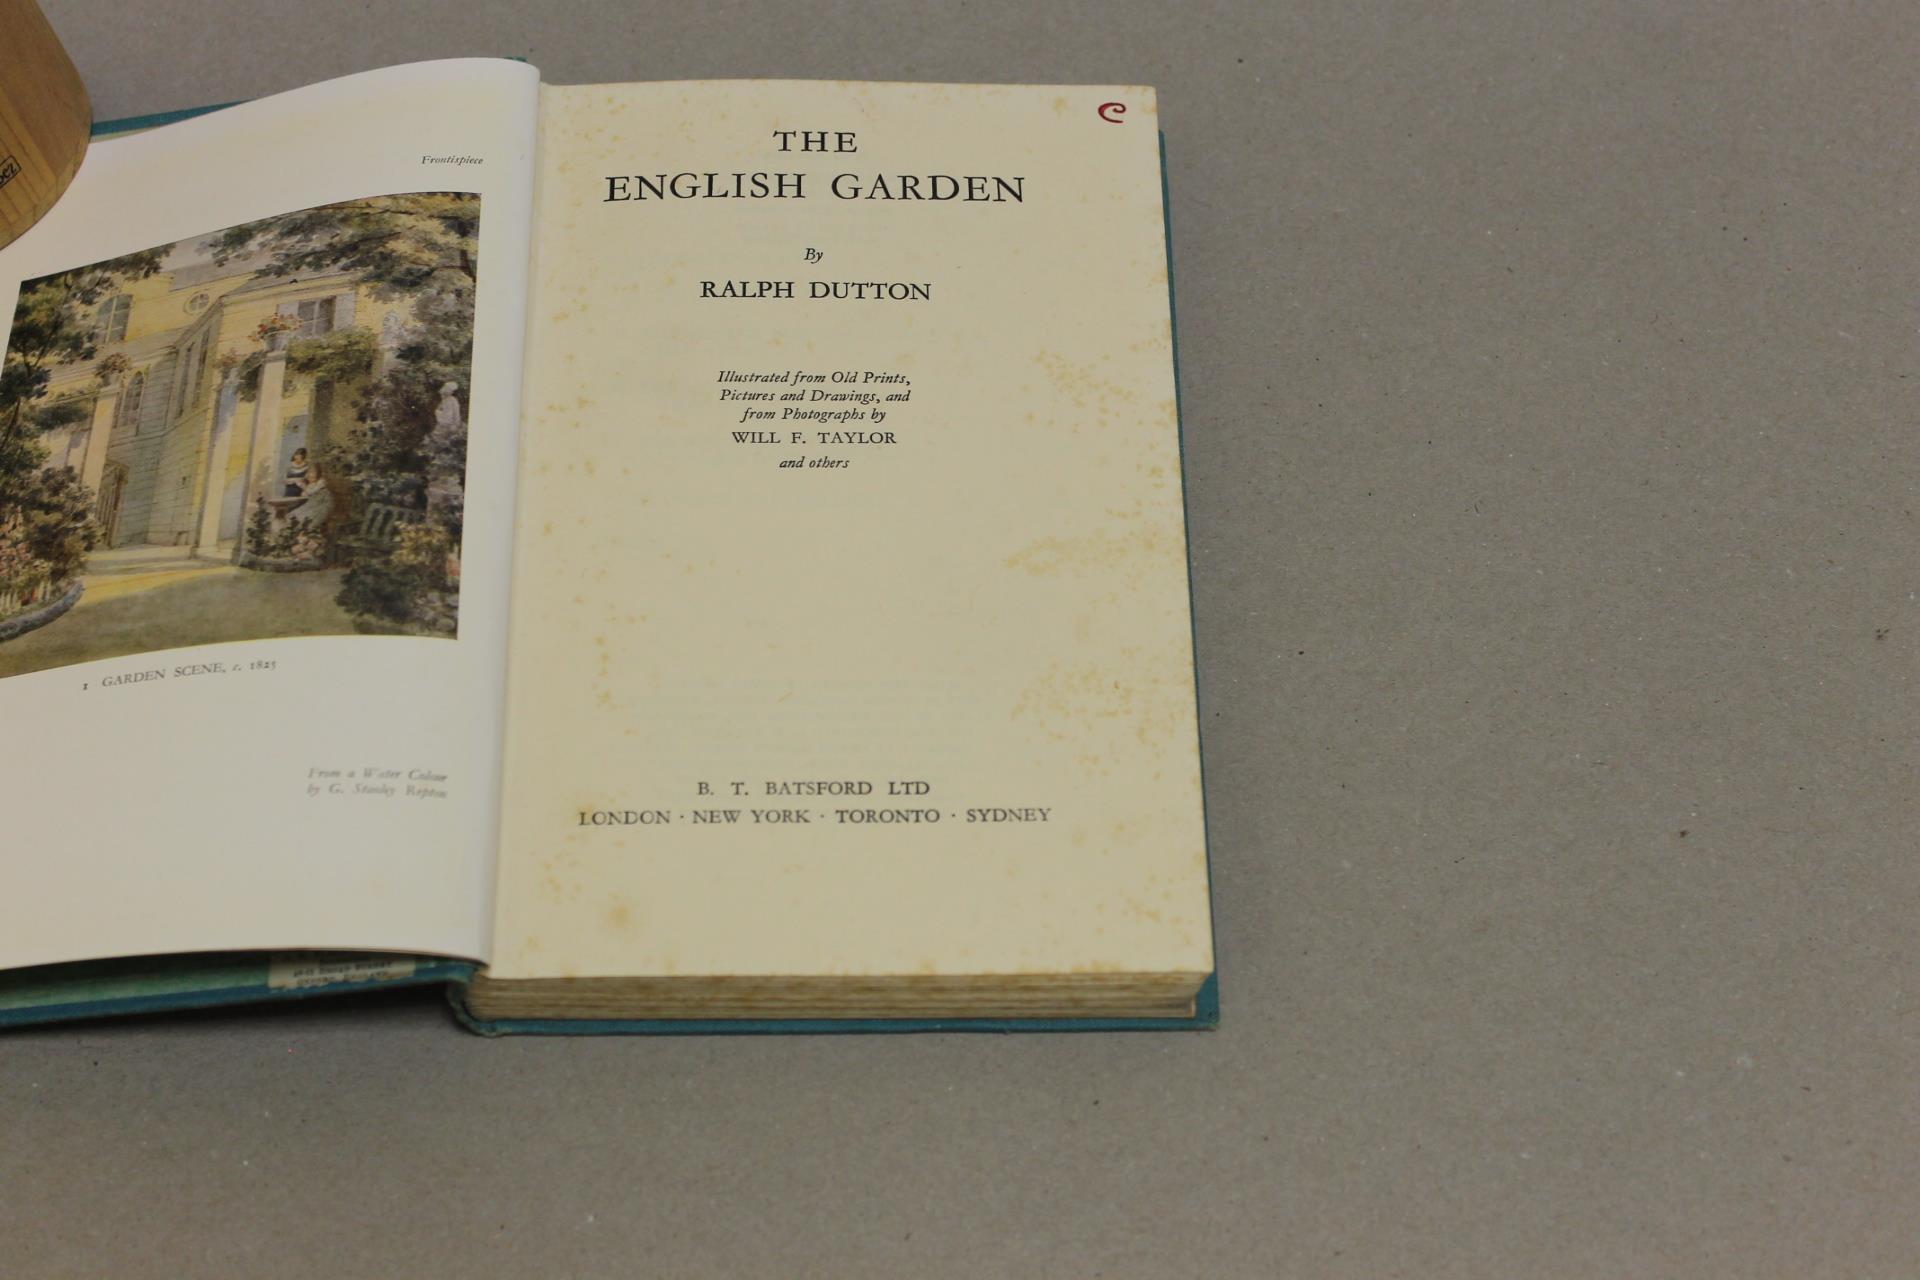 Frontispiece
1 GARDEN SCENE, c. 1825
From a Water Colour
by G. Stanley Repton
THE
ENGLISH GARDEN
By
RALPH DUTTON
Illustrated from Old Prints,
Pictures and Drawings, and
from Photographs by
WILL F. TAYLOR
and others
B. T. BATSFORD LTD
LONDON · NEW YORK · TORONTO · SYDNEY